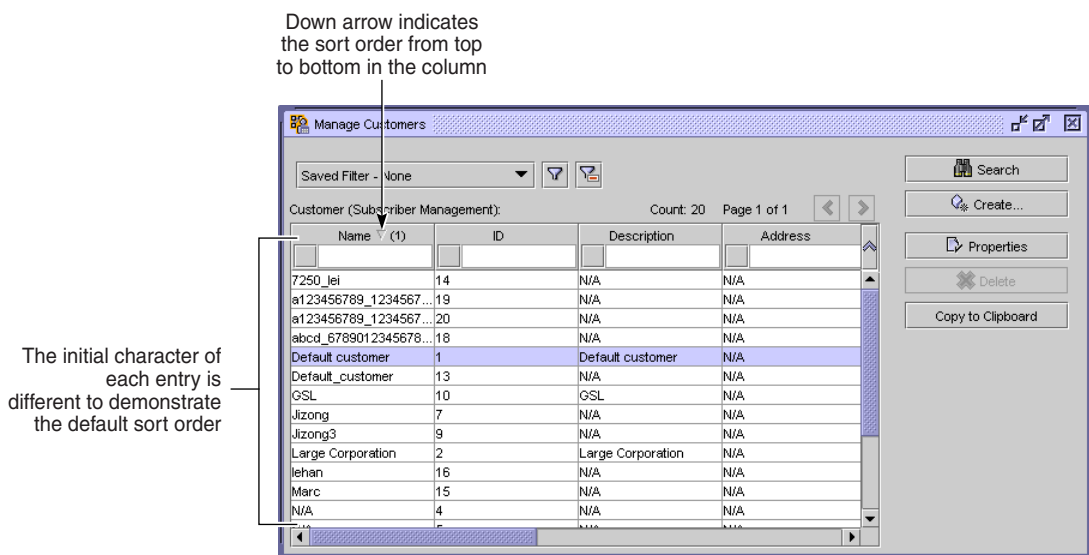 Down arrow indicates
the sort order from top
to bottom in the column
Manage Customers
Saved Filter - None
Search
Customer (Subscriber Management):
Count: 20 Page 1 of 1
Create...
Name (1) ID Description Address
Properties
Delete
Copy to Clipboard
7250_lei 14 N/A N/A
a123456789_1234567... 19 N/A N/A
a123456789_1234567... 20 N/A N/A
abcd_6789012345678... 18 N/A N/A
Default customer 1 Default customer N/A
Default_customer 13 N/A N/A
GSL 10 GSL N/A
Jizong 7 N/A N/A
Jizong3 9 N/A N/A
Large Corporation 2 Large Corporation N/A
lehan 16 N/A N/A
Marc 15 N/A N/A
N/A 4 N/A N/A
The initial character of
each entry is
different to demonstrate
the default sort order